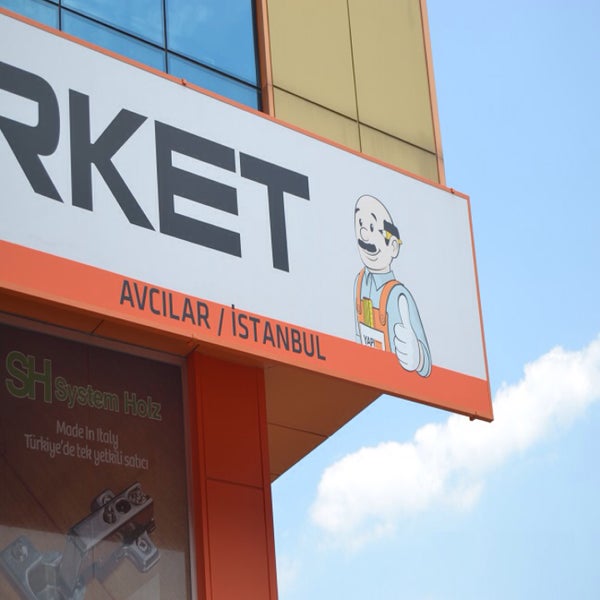 RKET
AVCILAR / İSTANBUL
YAPI
SH System Holz
Made In Italy
Türkiye'de tek yetkili satıcı